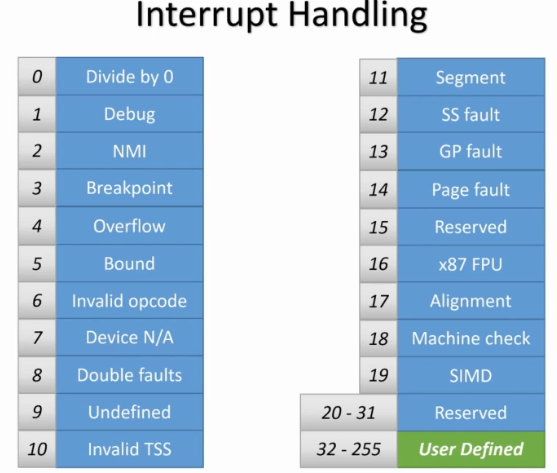 Interrupt Handling
0 Divide by 0
1 Debug
2 NMI
3 Breakpoint
4 Overflow
5 Bound
6 Invalid opcode
7 Device N/A
8 Double faults
9 Undefined
10 Invalid TSS
11 Segment
12 SS fault
13 GP fault
14 Page fault
15 Reserved
16 x87 FPU
17 Alignment
18 Machine check
19 SIMD
20 - 31 Reserved
32 - 255 User Defined